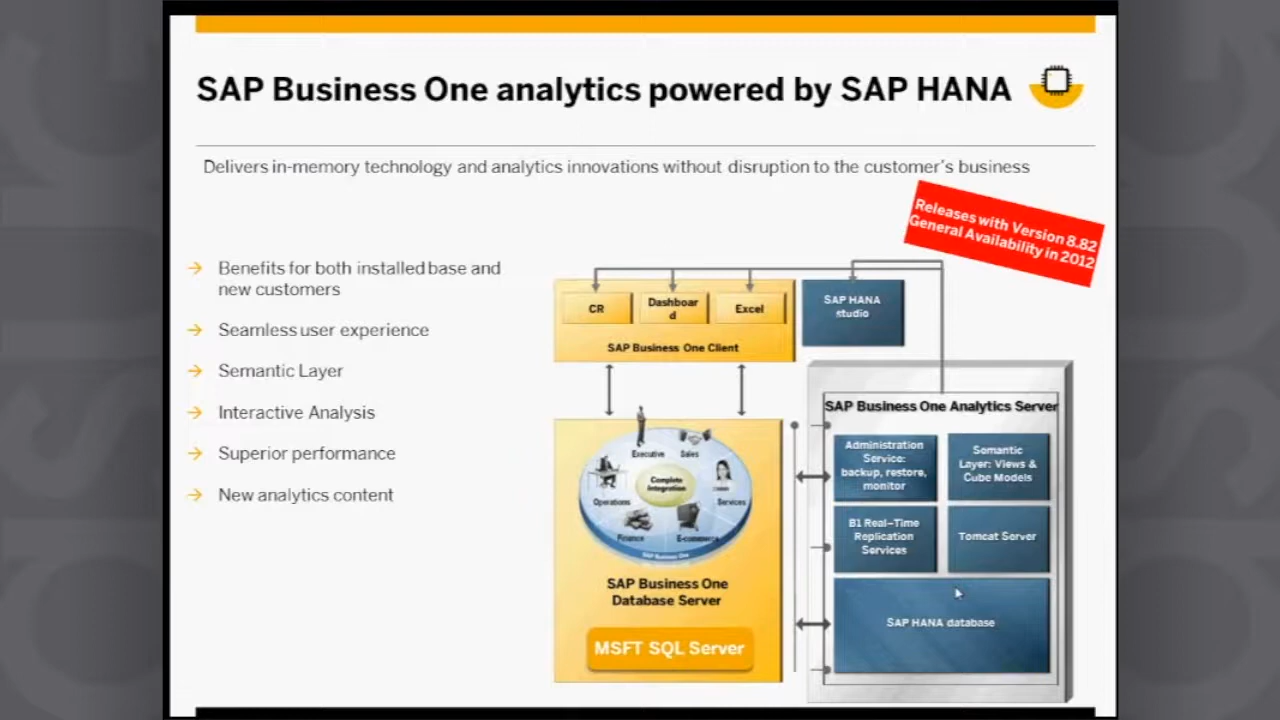 SAP Business One analytics powered by SAP HANA
Delivers in-memory technology and analytics innovations without disruption to the customer's business
Releases with Version 8.82
General Availability in 2012
Benefits for both installed base and
new customers
Seamless user experience
Semantic Layer
Interactive Analysis
Superior performance
New analytics content
CR
Dashboar
d
Excel
SAP Business One Client
SAP HANA
studio
Executive
Sales
Complete
Integration
Operations
Services
Finance
E-commerce
SAP Business One
SAP Business One
Database Server
MSFT SQL Server
SAP Business One Analytics Server
Administration
Service:
backup, restore,
monitor
Semantic
Layer: Views &
Cube Models
B1 Real-Time
Replication
Services
Tomcat Server
SAP HANA database